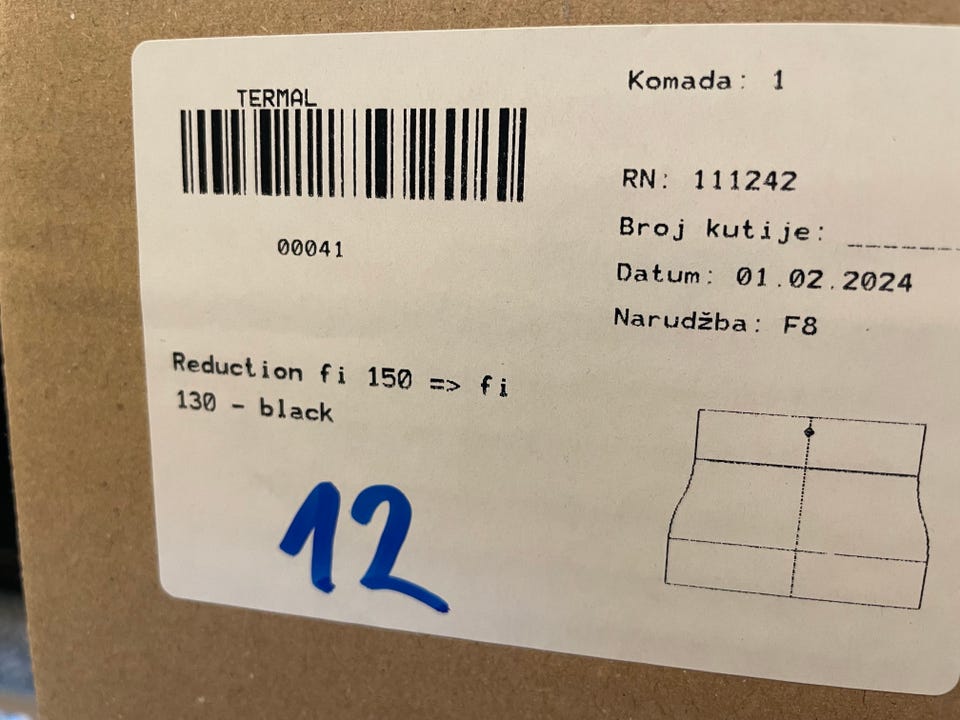 TERMAL
00041
Reduction fi 150 => fi
130 - black
12
Komada: 1
RN: 111242
Broj kutije: ______
Datum: 01.02.2024
Narudžba: F8